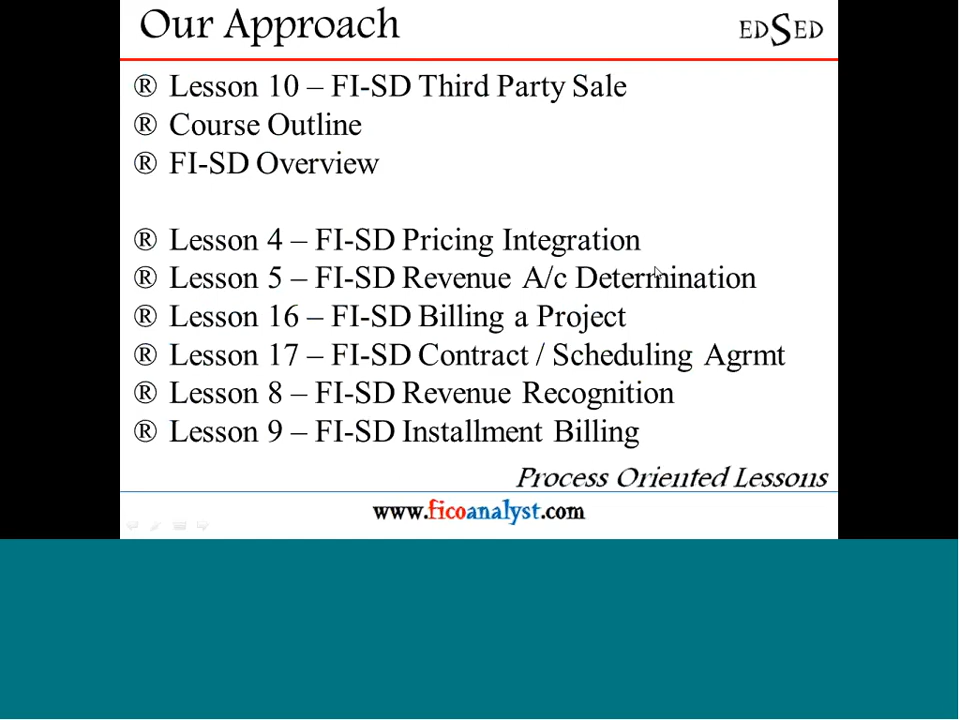 Our Approach
EDSED
® Lesson 10 – FI-SD Third Party Sale
® Course Outline
® FI-SD Overview
® Lesson 4 – FI-SD Pricing Integration
® Lesson 5 – FI-SD Revenue A/c Determination
® Lesson 16 – FI-SD Billing a Project
® Lesson 17 – FI-SD Contract / Scheduling Agrmt
® Lesson 8 – FI-SD Revenue Recognition
® Lesson 9 – FI-SD Installment Billing
Process Oriented Lessons
www.ficoanalyst.com